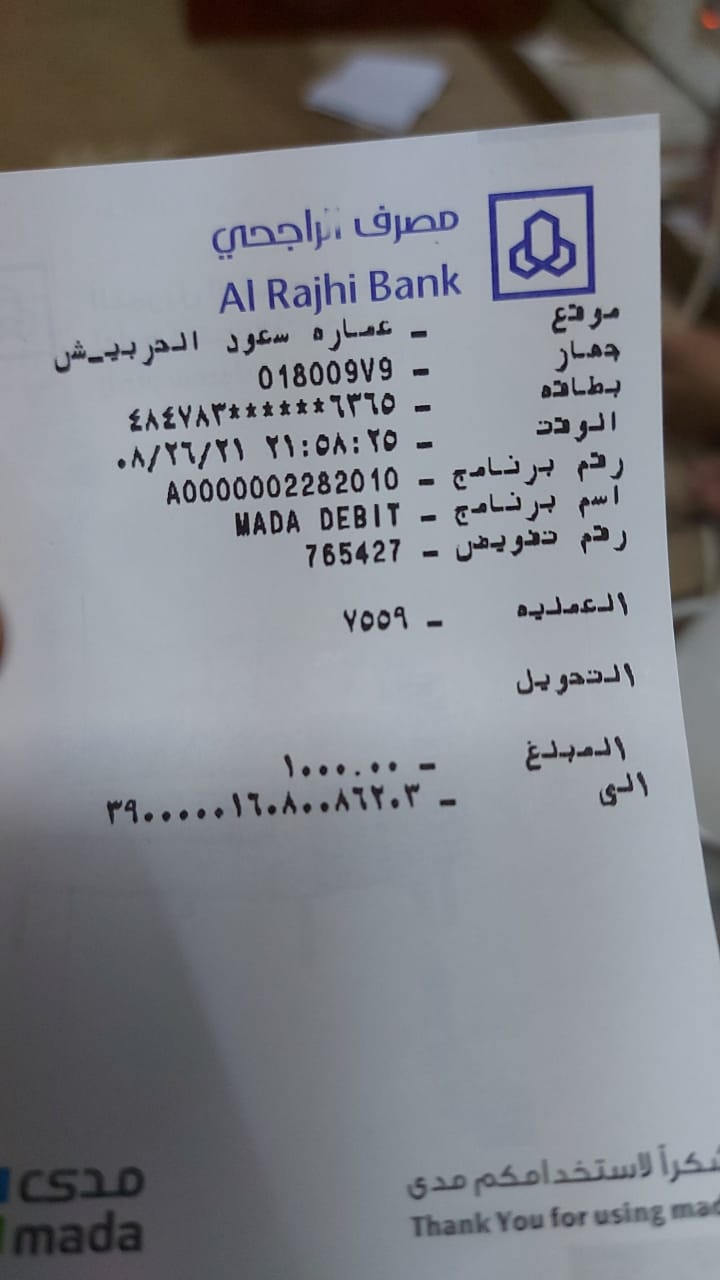 مصرف الراجحي
Al Rajhi Bank
موقع - عماره سعود الحربيـش
جهاز - 018009V9
بطاقه - ٤٨٤٧٨٣******٦٣٦٥
الوقت - ٢١:٥٨:٢٥ ٠٨/٢٦/٢١
رقم برنامج - A0000002282010
اسم برنامج - MADA DEBIT
رقم تفويض - 765427
العمليه - ٧٥٥٩
التحويل
المبلغ - ١٠٠٠.٠٠
الى - ٣٩٠٠٠٠٠١٦٠٨٠٠٨٦٢٠٣
شكراً لاستخدامكم مدى
Thank You for using mad
مدى
mada